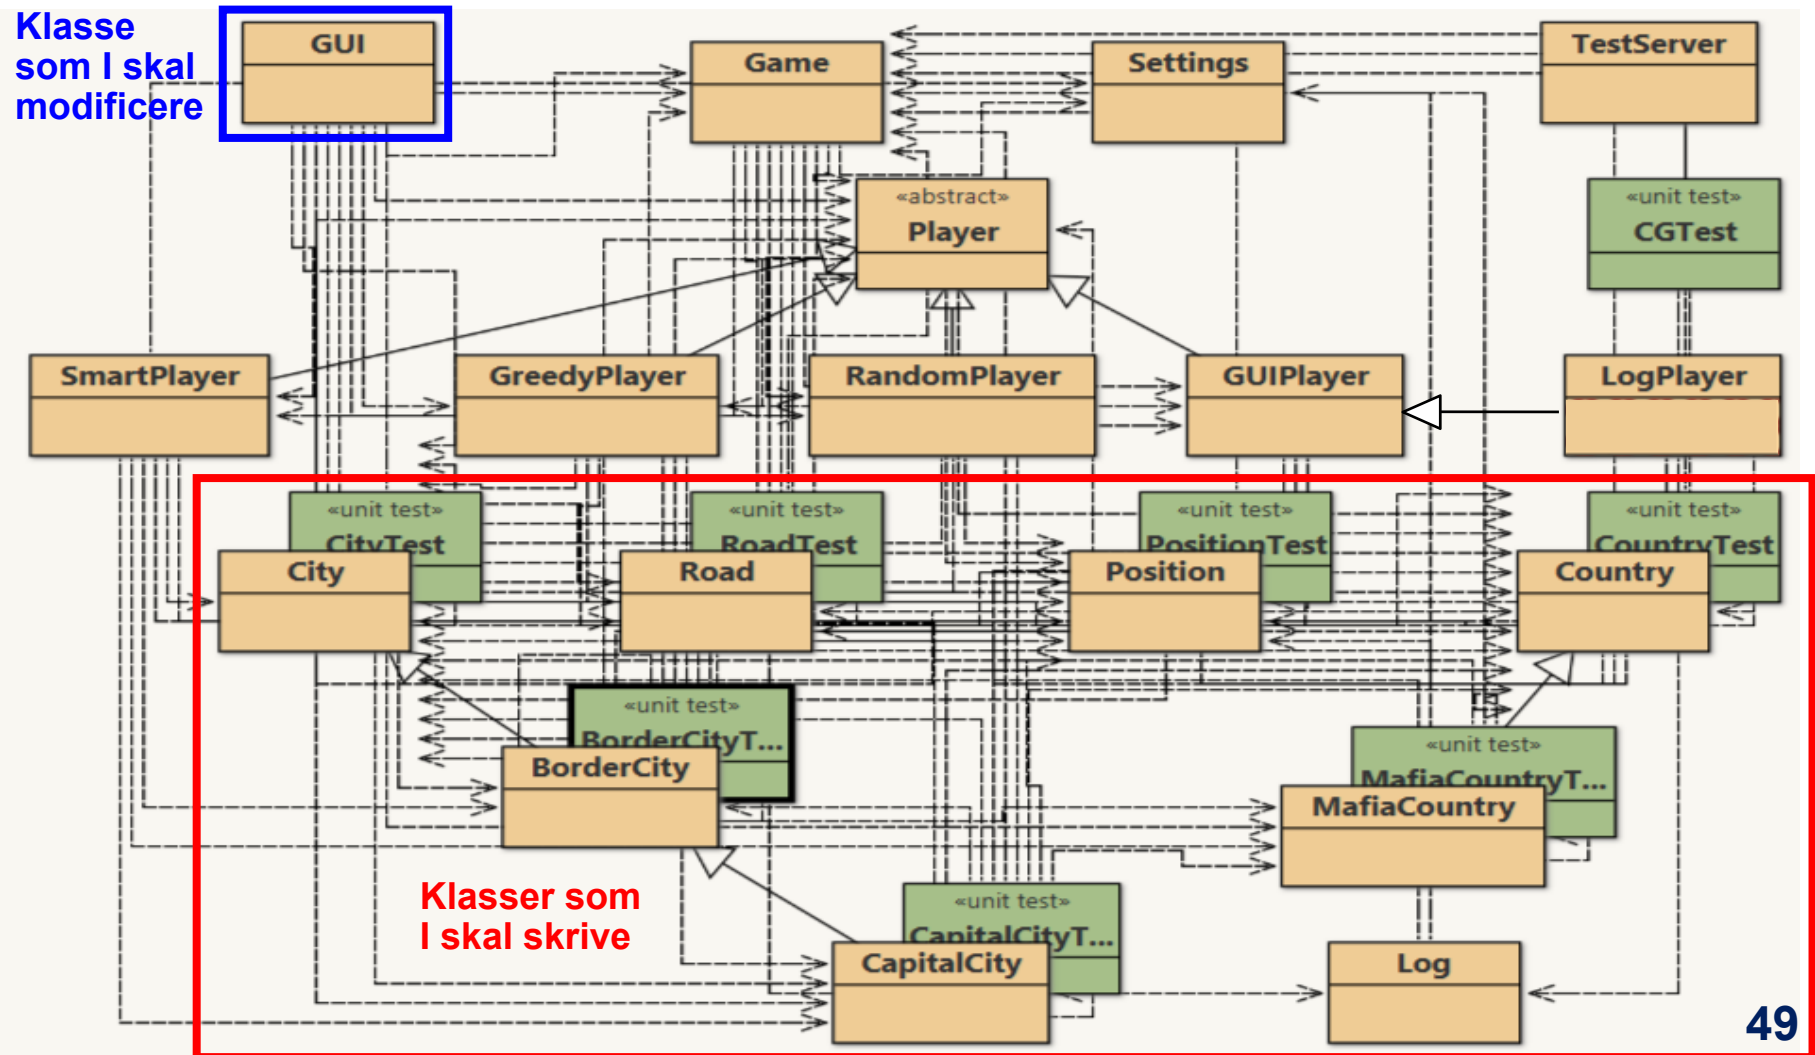 Klasse
som I skal
modificere
GUI
Game
Settings
TestServer
«abstract»
Player
«unit test»
CGTest
SmartPlayer
GreedyPlayer
RandomPlayer
GUIPlayer
LogPlayer
«unit test»
CityTest
«unit test»
RoadTest
«unit test»
PositionTest
«unit test»
CountryTest
City
Road
Position
Country
«unit test»
BorderCityT...
BorderCity
«unit test»
MafiaCountryT...
MafiaCountry
Klasser som
I skal skrive
«unit test»
CapitalCityT...
CapitalCity
Log
49